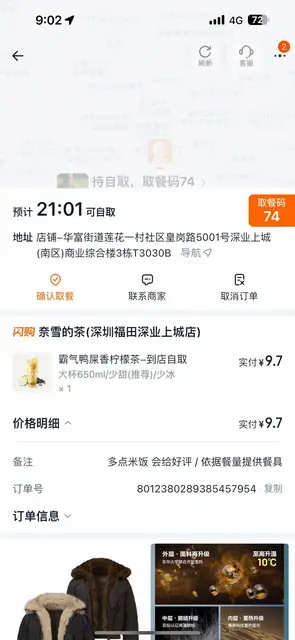 9:02
4G
72
刷新
客服
2
待自取，取餐码74
预计 21:01 可自取
取餐码
74
地址 店铺-华富街道莲花一村社区皇岗路5001号深业上城
(南区)商业综合楼3栋T3030B 导航
确认取餐
联系商家
取消订单
闪购 奈雪的茶(深圳福田深业上城店)
霸气鸭屎香柠檬茶-到店自取
实付¥9.7
大杯650ml/少甜(推荐)/少冰
× 1
价格明细
实付¥9.7
备注
多点米饭 会给好评 / 依据餐量提供餐具
订单号
8012380289385457954 复制
订单信息
外层·面料再升级
至高升温
10℃
中层·鹅绒升级
内层·蓄热升级